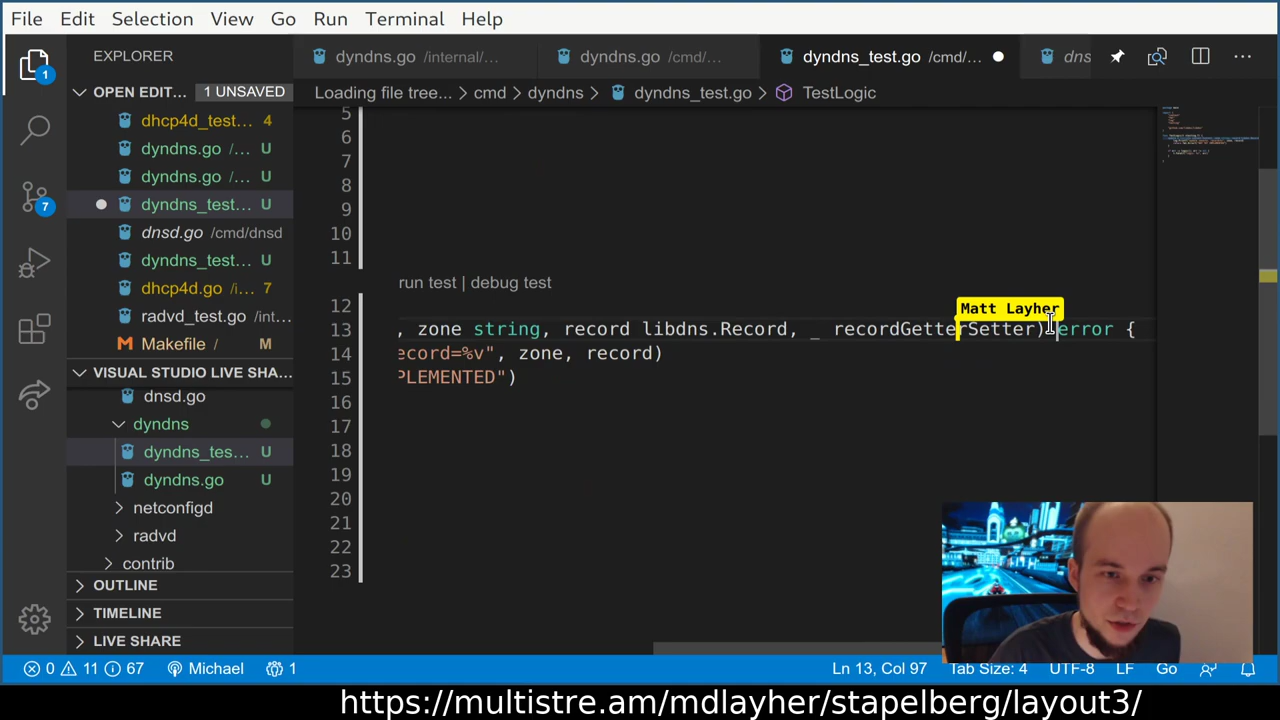 File Edit Selection View Go Run Terminal Help
EXPLORER
dyndns.go /internal/...
dyndns.go /cmd/...
dyndns_test.go /cmd/...
dns
1
OPEN EDIT... 1 UNSAVED
Loading file tree... > cmd > dyndns > dyndns_test.go > TestLogic
dhcp4d_test... 4
dyndns.go /... U
dyndns.go /... U
dyndns_test... U
dnsd.go /cmd/dnsd
dyndns_test... U
dhcp4d.go /i... 7
radvd_test.go /int...
Makefile / M
7
VISUAL STUDIO LIVE SHA...
dnsd.go
dyndns
dyndns_tes... U
dyndns.go U
netconfigd
radvd
contrib
OUTLINE
TIMELINE
LIVE SHARE
5
6
7
8
9
10
11
run test | debug test
12
Matt Layher
13 , zone string, record libdns.Record, _ recordGetterSetter) error {
14 ecord=%v", zone, record)
15 PLEMENTED")
16
17
18
19
20
21
22
23
0 11 67 Michael 1 Ln 13, Col 97 Tab Size: 4 UTF-8 LF Go
https://multistre.am/mdlayher/stapelberg/layout3/